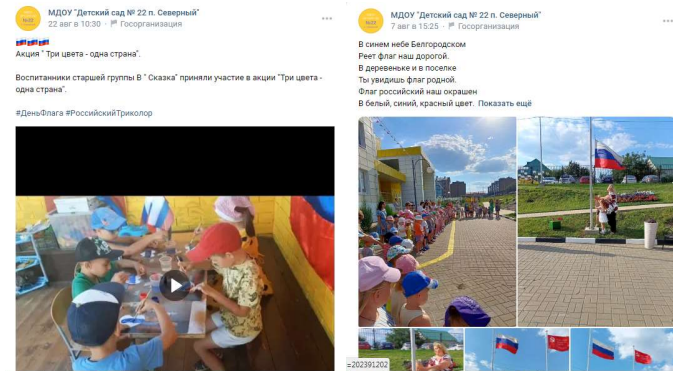 МДОУ "Детский сад № 22 п. Северный"
22 авг в 10:30 · Госорганизация
Акция " Три цвета - одна страна".
Воспитанники старшей группы В " Сказка" приняли участие в акции "Три цвета -
одна страна".
#ДеньФлага #РоссийскийТриколор
МДОУ "Детский сад № 22 п. Северный"
7 авг в 15:25 · Госорганизация
В синем небе Белгородском
Реет флаг наш дорогой.
В деревеньке и в поселке
Ты увидишь флаг родной.
Флаг российский наш окрашен
В белый, синий, красный цвет. Показать ещё
=202391202